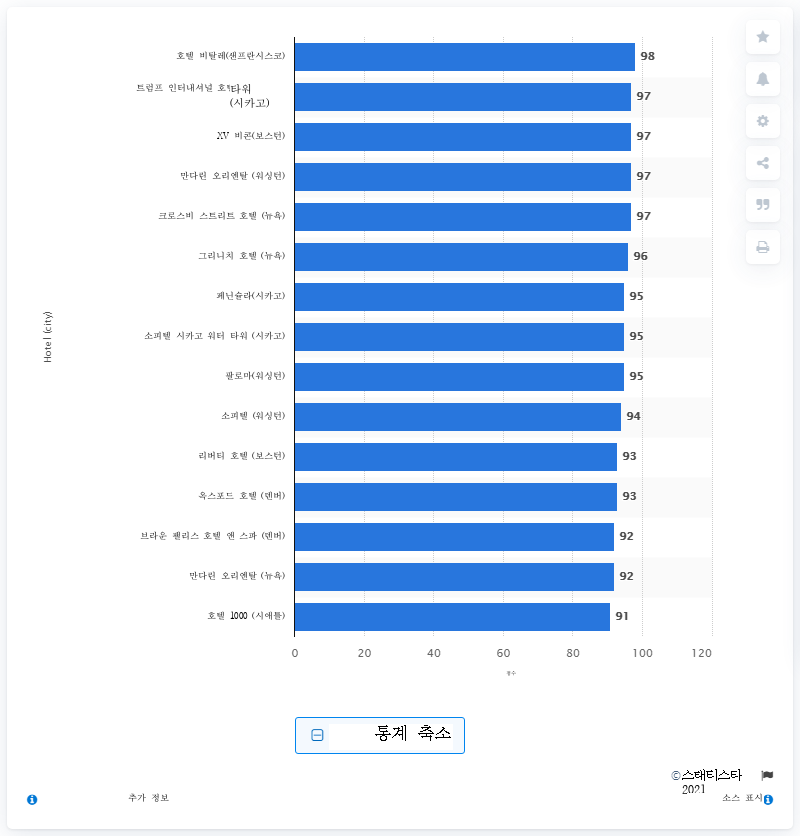 호텔 비탈레(샌프란시스코) 98
트럼프 인터내셔널 호텔타워
(시카고) 97
XV 비콘(보스턴) 97
만다린 오리엔탈 (워싱턴) 97
크로스비 스트리트 호텔 (뉴욕) 97
그리니치 호텔 (뉴욕) 96
페닌슐라(시카고) 95
소피텔 시카고 워터 타워 (시카고) 95
팔로마(워싱턴) 95
소피텔 (워싱턴) 94
리버티 호텔 (보스턴) 93
옥스포드 호텔 (덴버) 93
브라운 팰리스 호텔 앤 스파 (덴버) 92
만다린 오리엔탈 (뉴욕) 92
호텔 1000 (시애틀) 91
Hotel (city)
0 20 40 60 80 100 120
점수
통계 축소
©스태티스타
2021
추가 정보
소스 표시